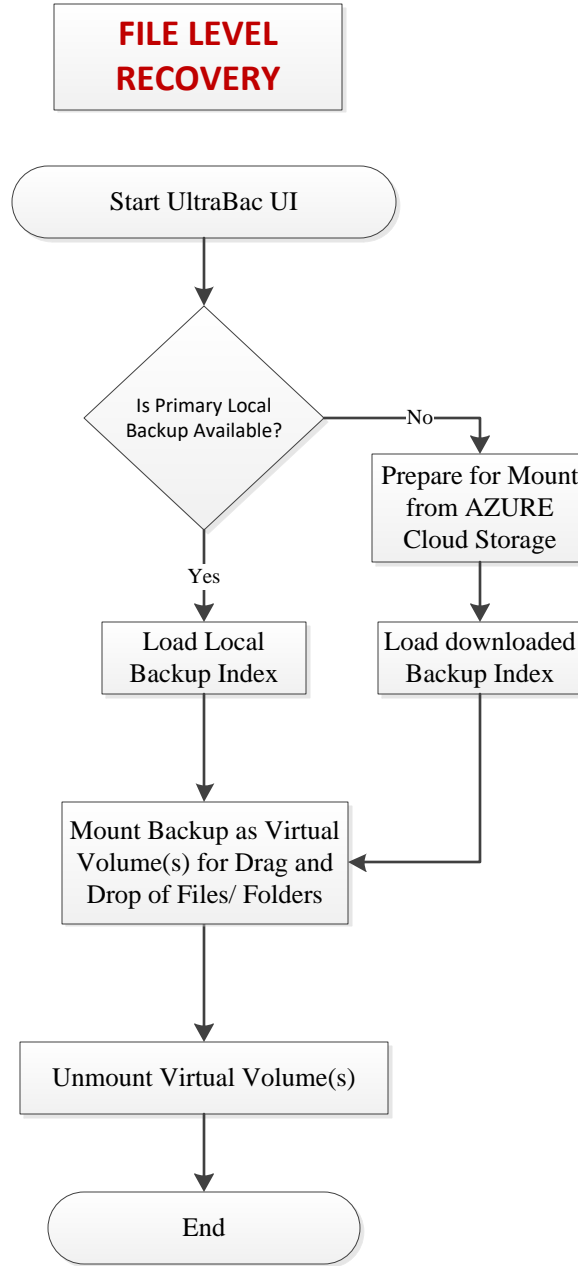 FILE LEVEL
RECOVERY
Start UltraBac UI
Is Primary Local
Backup Available?
No
Prepare for Mount
from AZURE
Cloud Storage
Yes
Load Local
Backup Index
Load downloaded
Backup Index
Mount Backup as Virtual
Volume(s) for Drag and
Drop of Files/ Folders
Unmount Virtual Volume(s)
End